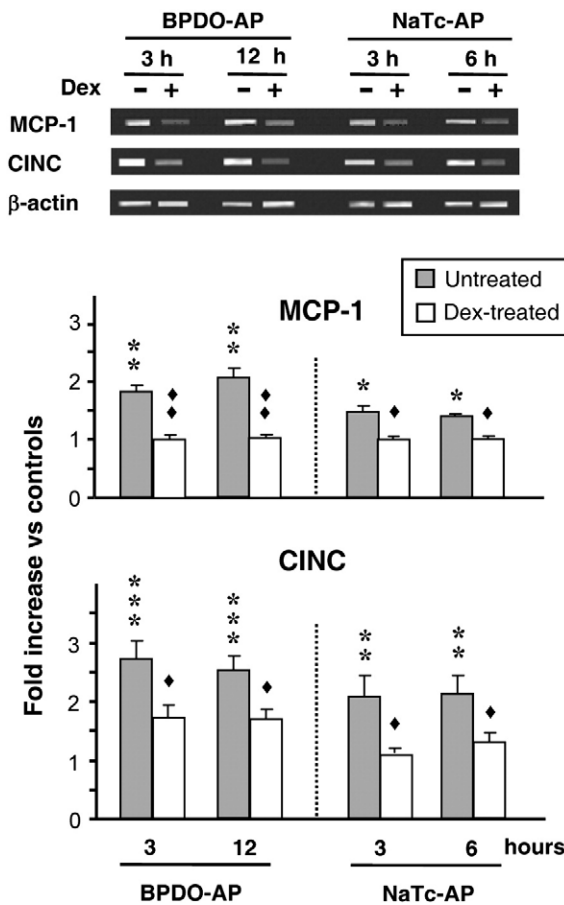 BPDO-AP NaTc-AP
3 h 12 h 3 h 6 h
Dex - + - + - + - +
MCP-1
CINC
β-actin
Untreated
Dex-treated
MCP-1
3
2
1
0
** ♦♦ ** ♦♦ * ♦ * ♦
Fold increase vs controls
CINC
3
2
1
0
*** ♦ *** ♦ ** ♦ ** ♦
3 12 3 6 hours
BPDO-AP NaTc-AP